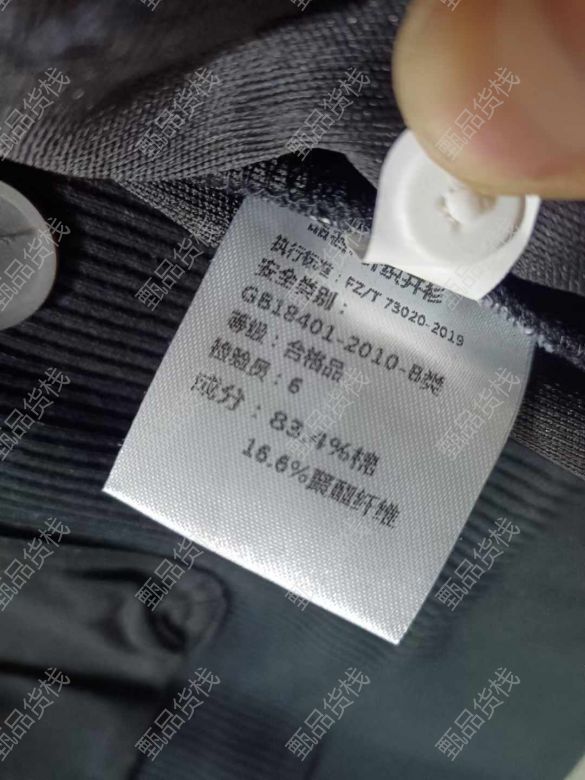 执行标准：FZ/T 73020-2019
安全类别：
GB18401-2010-B类
等级：合格品
检验员：6
成分：83.4%棉
16.6%聚酯纤维
甄品货栈